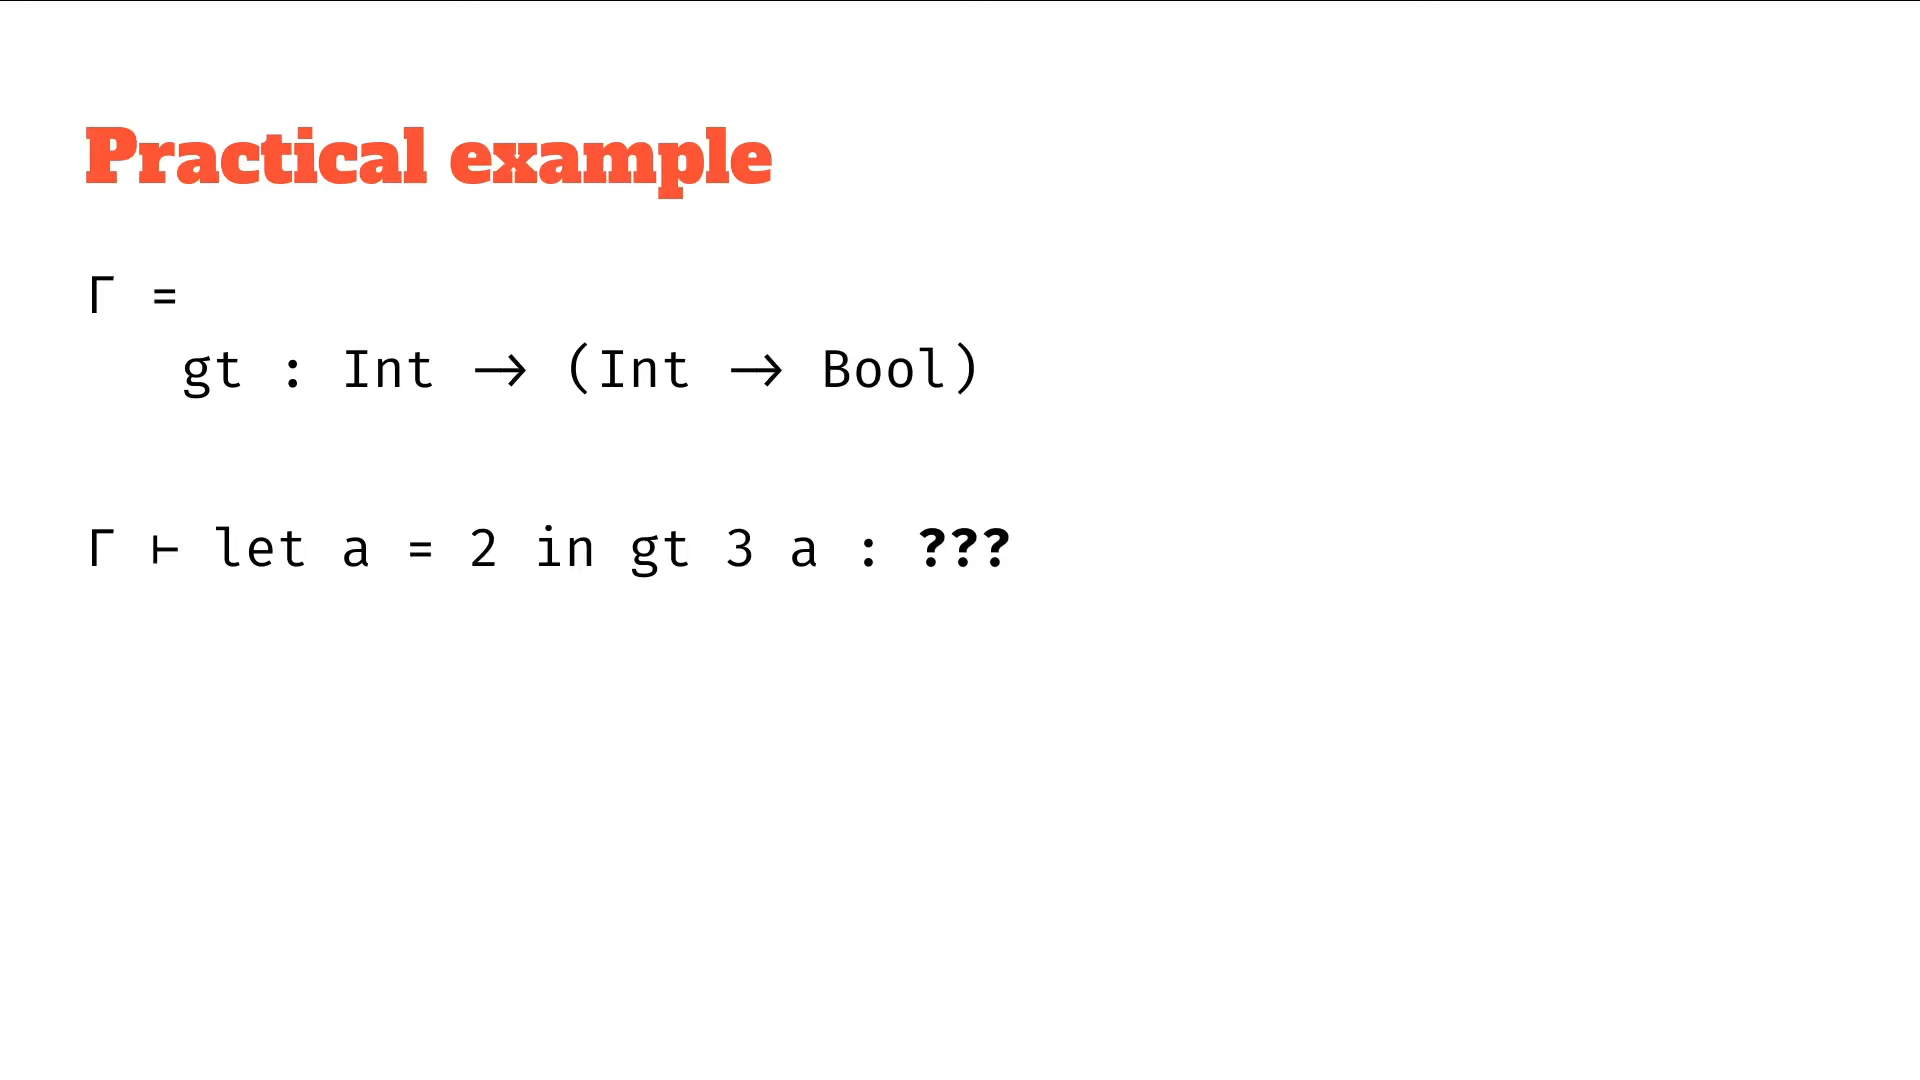 Practical example
Γ =
gt : Int → (Int → Bool)
Γ ⊢ let a = 2 in gt 3 a : ???